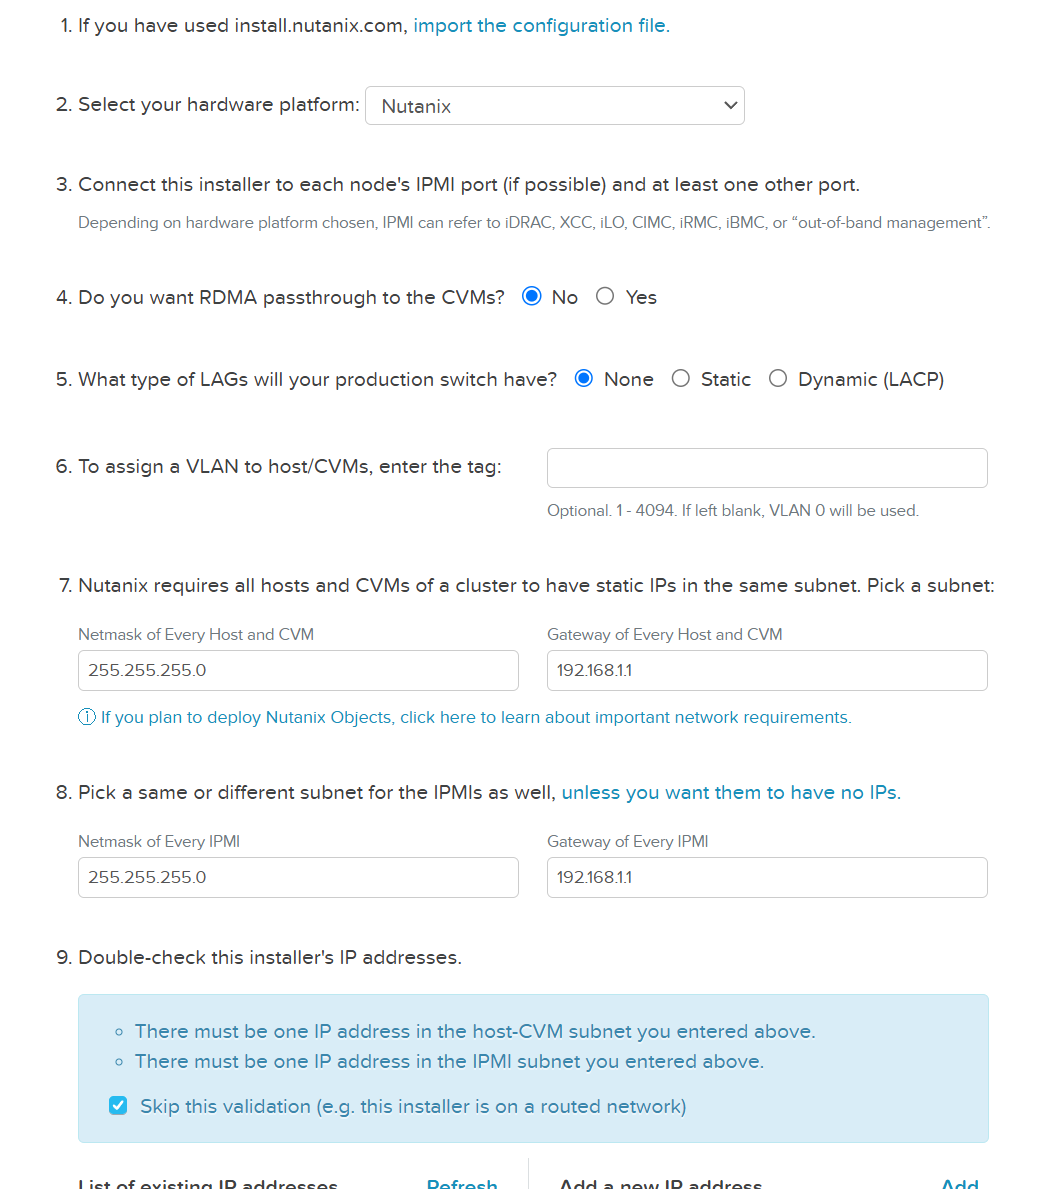 1. If you have used install.nutanix.com, import the configuration file.
2. Select your hardware platform: Nutanix
3. Connect this installer to each node's IPMI port (if possible) and at least one other port.
Depending on hardware platform chosen, IPMI can refer to iDRAC, XCC, iLO, CIMC, iRMC, iBMC, or “out-of-band management”.
4. Do you want RDMA passthrough to the CVMs? No Yes
5. What type of LAGs will your production switch have? None Static Dynamic (LACP)
6. To assign a VLAN to host/CVMs, enter the tag:
Optional. 1 - 4094. If left blank, VLAN 0 will be used.
7. Nutanix requires all hosts and CVMs of a cluster to have static IPs in the same subnet. Pick a subnet:
Netmask of Every Host and CVM Gateway of Every Host and CVM
255.255.255.0 192.168.1.1
If you plan to deploy Nutanix Objects, click here to learn about important network requirements.
8. Pick a same or different subnet for the IPMIs as well, unless you want them to have no IPs.
Netmask of Every IPMI Gateway of Every IPMI
255.255.255.0 192.168.1.1
9. Double-check this installer's IP addresses.
There must be one IP address in the host-CVM subnet you entered above.
There must be one IP address in the IPMI subnet you entered above.
Skip this validation (e.g. this installer is on a routed network)
List of existing IP addresses Refresh Add a new IP address Add